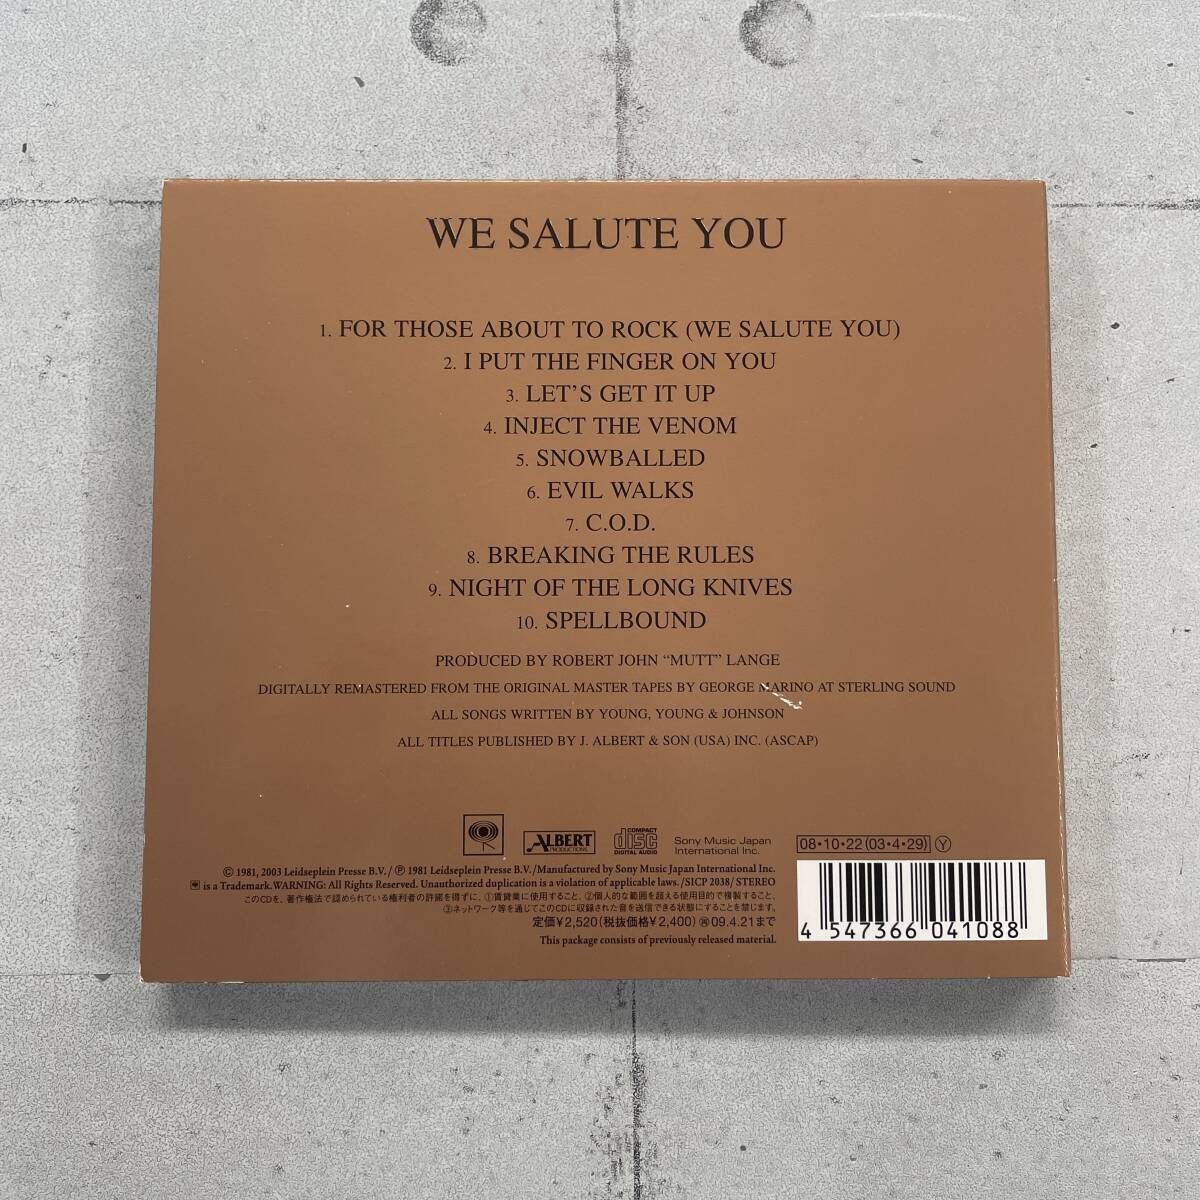 WE SALUTE YOU
1. FOR THOSE ABOUT TO ROCK (WE SALUTE YOU)
2. I PUT THE FINGER ON YOU
3. LET'S GET IT UP
4. INJECT THE VENOM
5. SNOWBALLED
6. EVIL WALKS
7. C.O.D.
8. BREAKING THE RULES
9. NIGHT OF THE LONG KNIVES
10. SPELLBOUND
PRODUCED BY ROBERT JOHN “MUTT” LANGE
DIGITALLY REMASTERED FROM THE ORIGINAL MASTER TAPES BY GEORGE MARINO AT STERLING SOUND
ALL SONGS WRITTEN BY YOUNG, YOUNG & JOHNSON
ALL TITLES PUBLISHED BY J. ALBERT & SON (USA) INC. (ASCAP)
ALBERT
PRODUCTIONS
COMPACT
disc
DIGITAL AUDIO
Sony Music Japan
International Inc.
08・10・22(03・4・29) Ⓨ
© 1981, 2003 Leidseplein Presse B.V. / ℗ 1981 Leidseplein Presse B.V. /Manufactured by Sony Music Japan International Inc.
is a Trademark. WARNING: All Rights Reserved. Unauthorized duplication is a violation of applicable laws. /SICP 2038/ STEREO
このCDを、著作権法で認められている権利者の許諾を得ずに、①賃貸業に使用すること、②個人的な範囲を超える使用目的で複製すること、
③ネットワーク等を通じてこのCDに収録された音を送信できる状態にすることを禁じます。
定価¥2,520(税抜価格¥2,400) ㋐09.4.21まで
This package consists of previously released material.
4 547366 041088